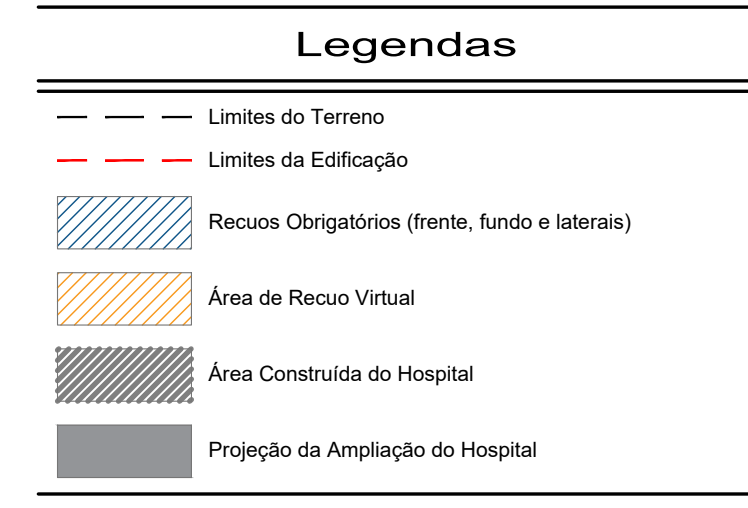 Legendas
Limites do Terreno
Limites da Edificação
Recuos Obrigatórios (frente, fundo e laterais)
Área de Recuo Virtual
Área Construída do Hospital
Projeção da Ampliação do Hospital